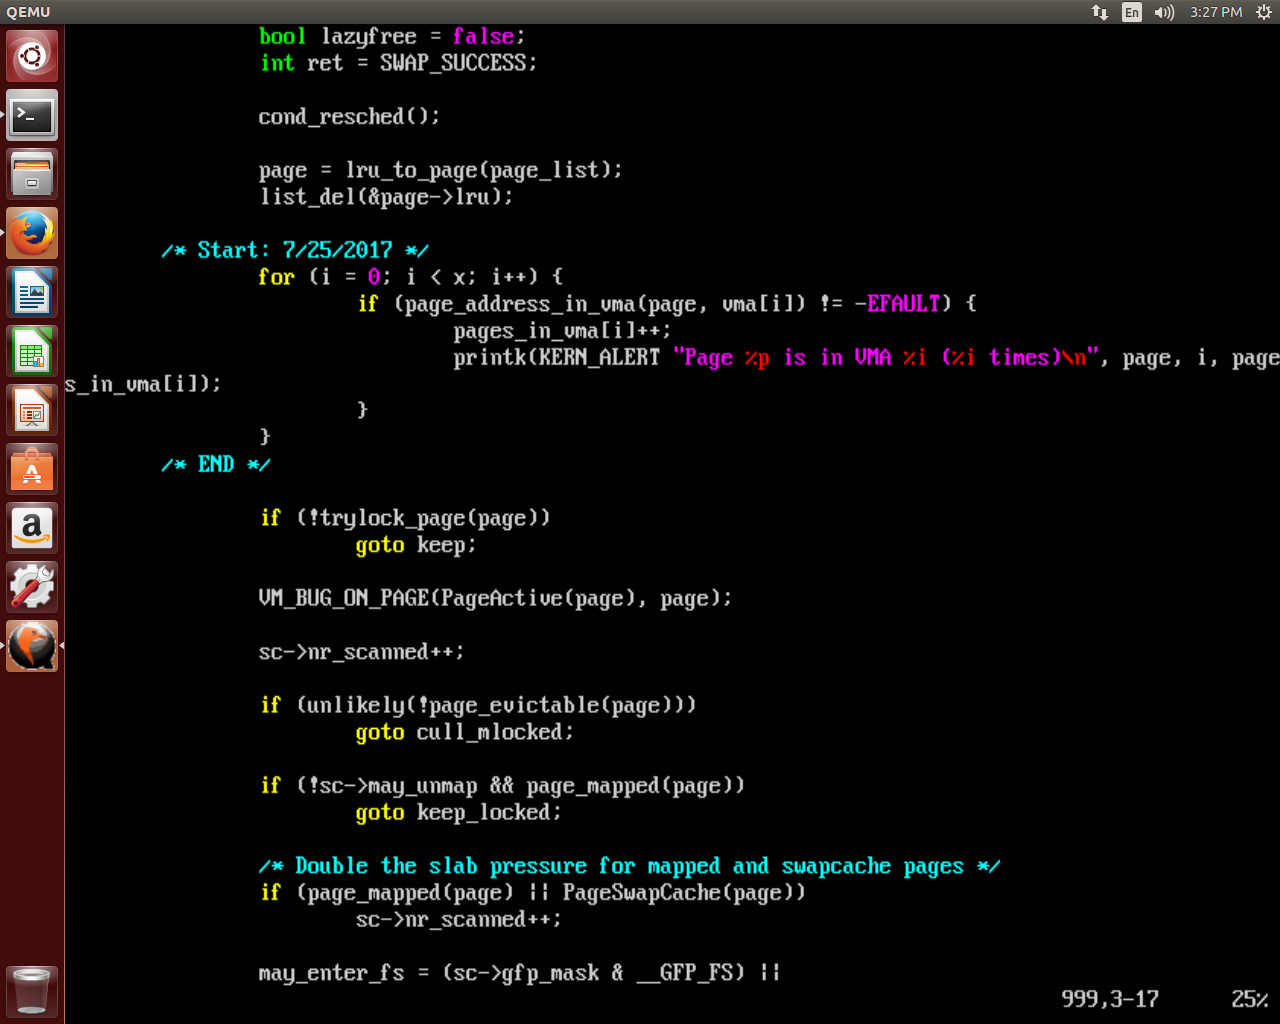 QEMU
En
3:27 PM
bool lazyfree = false;
int ret = SWAP_SUCCESS;
cond_resched();
page = lru_to_page(page_list);
list_del(&page->lru);
/* Start: 7/25/2017 */
for (i = 0; i < x; i++) {
if (page_address_in_vma(page, vma[i]) != -EFAULT) {
pages_in_vma[i]++;
printk(KERN_ALERT "Page %p is in VMA %i (%i times)\n", page, i, page
s_in_vma[i]);
}
}
/* END */
if (!trylock_page(page))
goto keep;
VM_BUG_ON_PAGE(PageActive(page), page);
sc->nr_scanned++;
if (unlikely(!page_evictable(page)))
goto cull_mlocked;
if (!sc->may_unmap && page_mapped(page))
goto keep_locked;
/* Double the slab pressure for mapped and swapcache pages */
if (page_mapped(page) || PageSwapCache(page))
sc->nr_scanned++;
may_enter_fs = (sc->gfp_mask & __GFP_FS) ||
999,3-17 25%